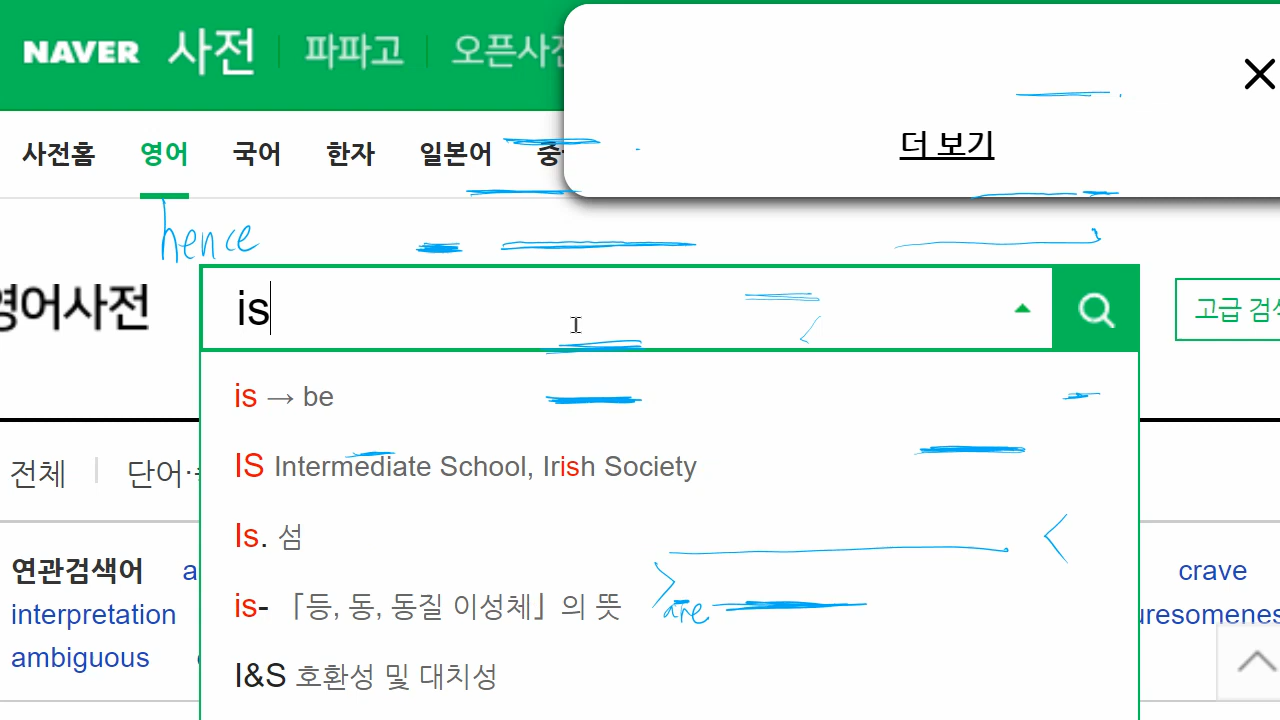 NAVER 사전 파파고 오픈사전
더 보기
사전홈 영어 국어 한자 일본어
hence
영어사전 is 고급 검색
is → be
전체 단어·
IS Intermediate School, Irish Society
Is. 섬
연관검색어 a crave
is- 「등, 동, 동질 이성체」의 뜻
are
interpretation uresomenes
ambiguous
I&S 호환성 및 대치성